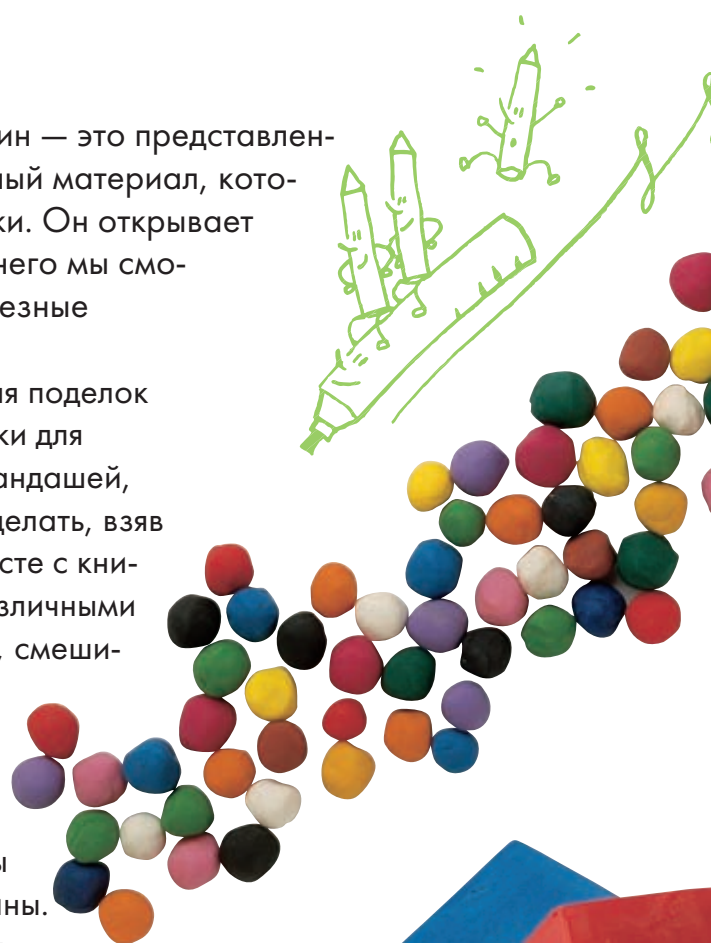 ин — это представлен-
ный материал, кото-
ки. Он открывает
него мы смо-
езные
ия поделок
ки для
андашей,
делать, взяв
сте с кни-
зличными
, смеши-
ы
ны.